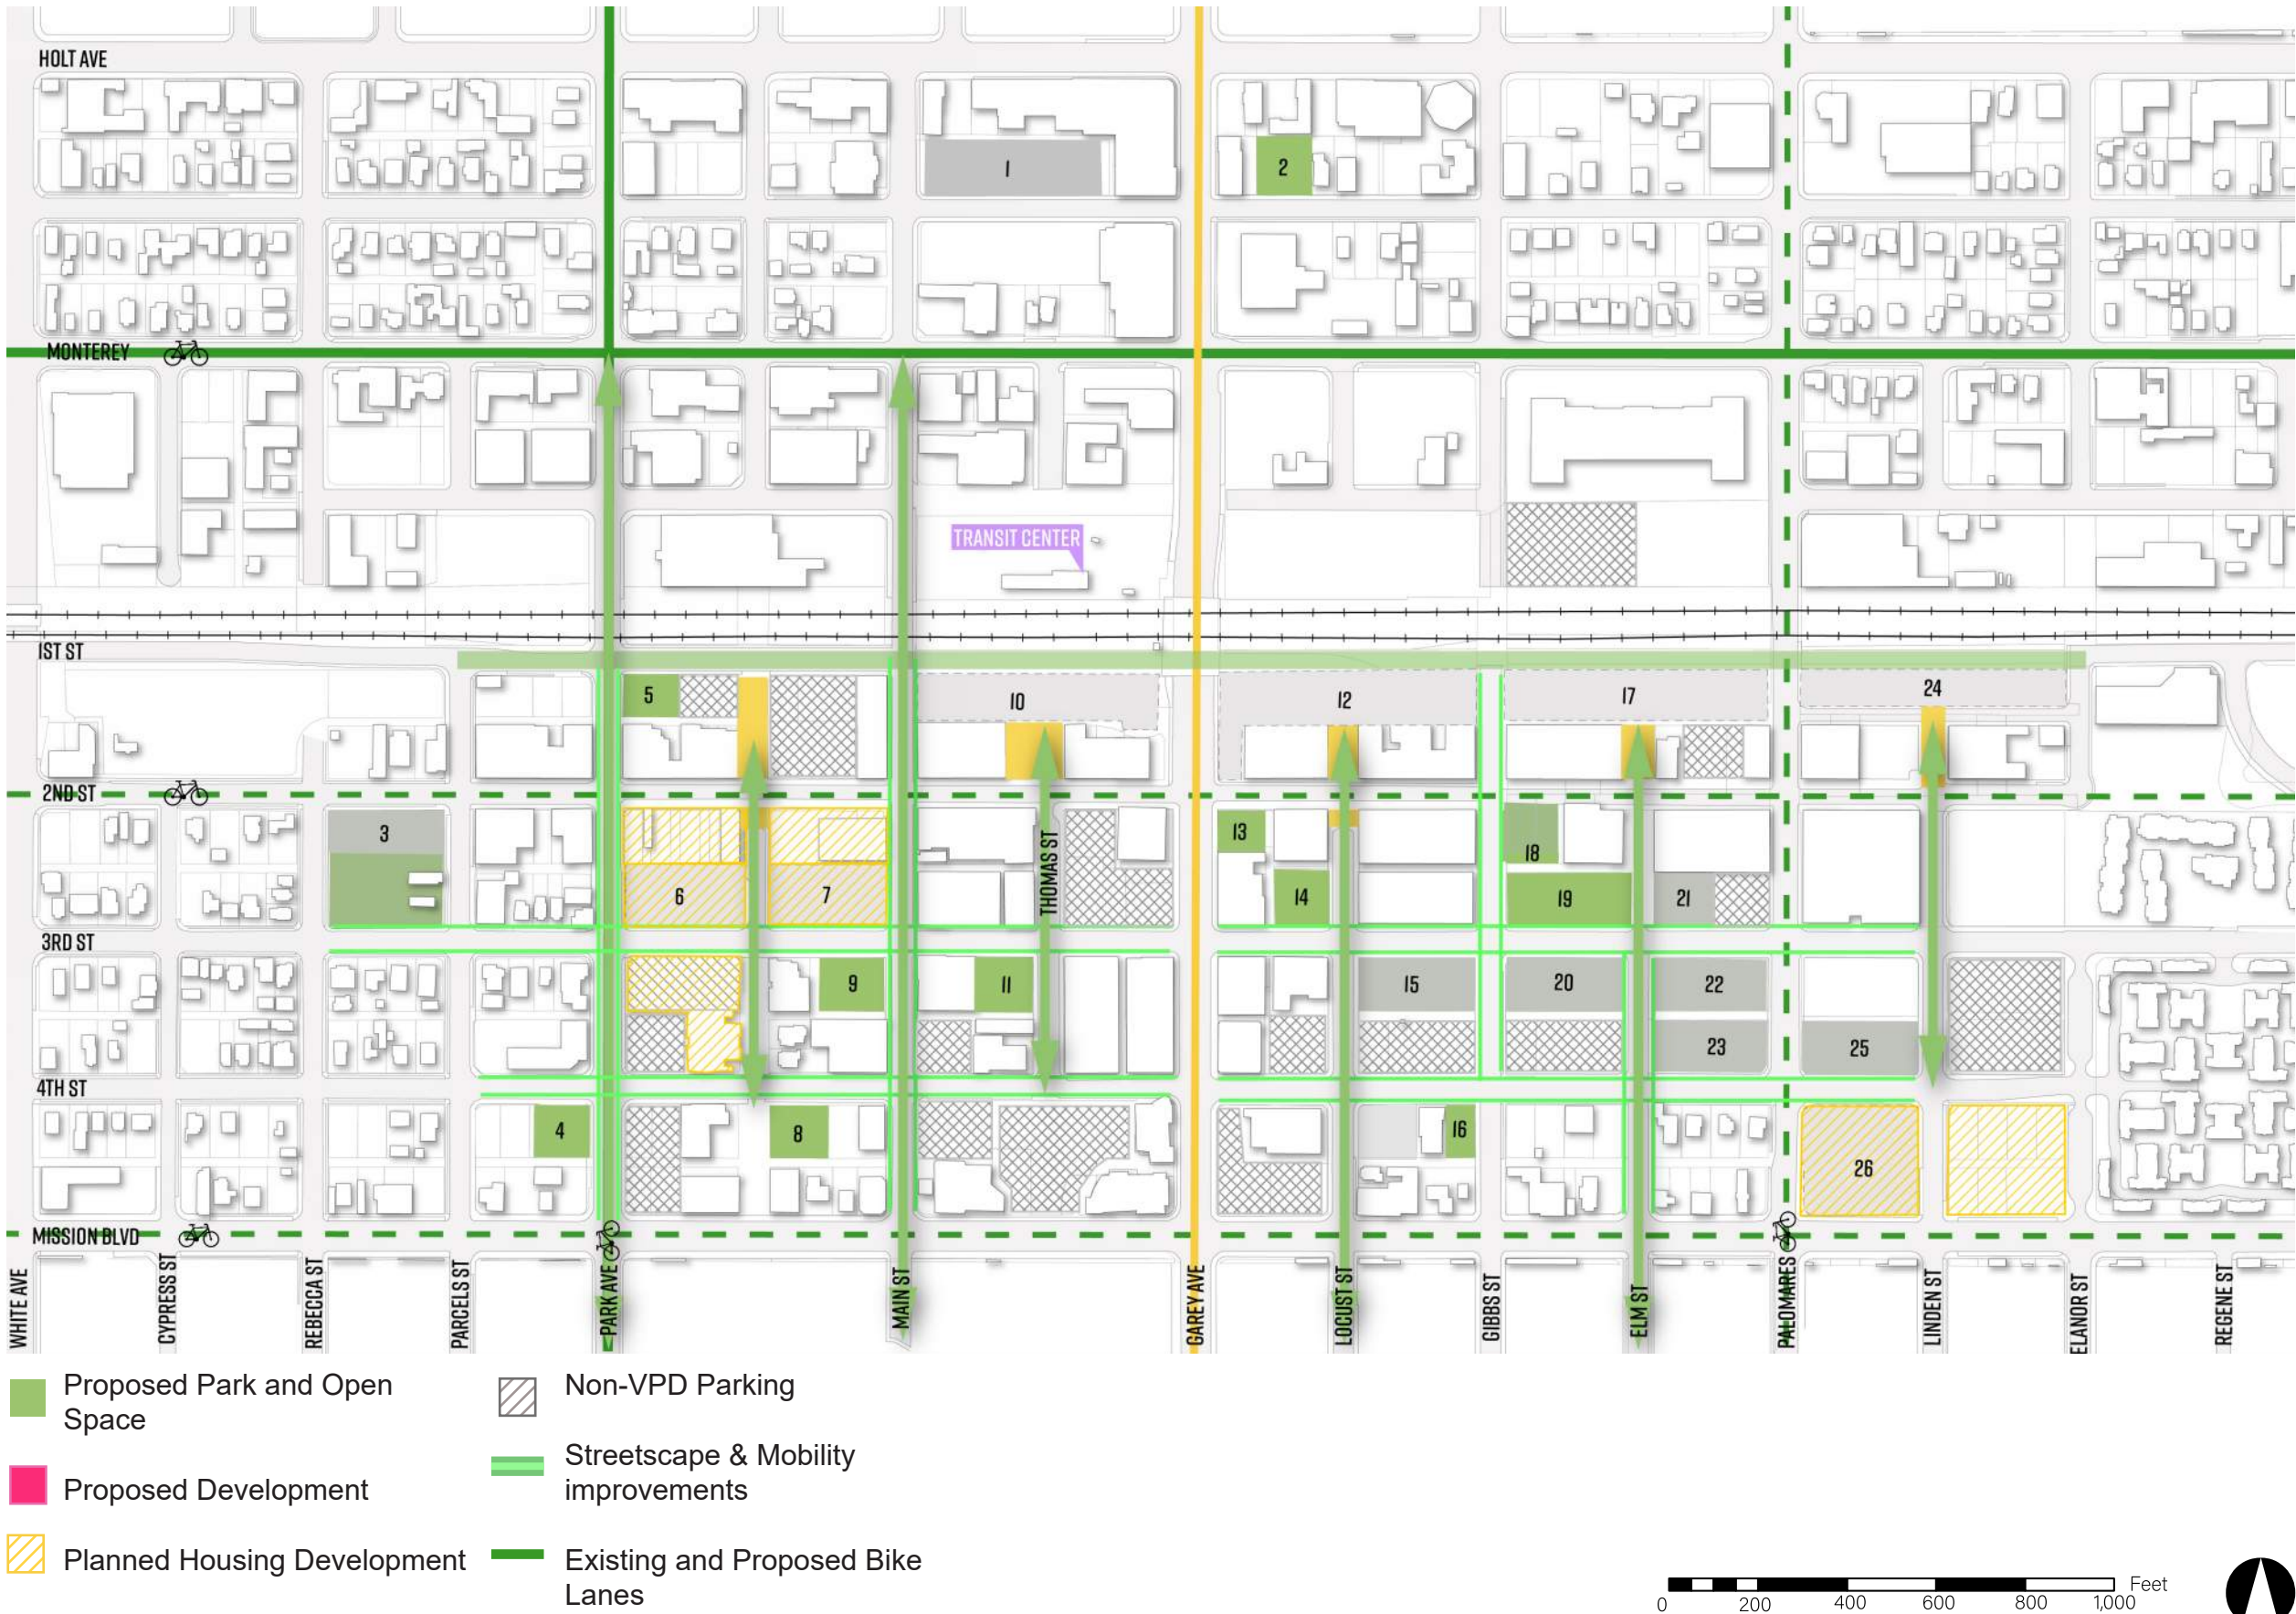 HOLT AVE
1
2
MONTEREY
TRANSIT CENTER
1ST ST
5
10
12
17
24
2ND ST
3
6
7
THOMAS ST
13
14
18
19
21
3RD ST
9
11
15
20
22
23
25
4TH ST
4
8
16
26
MISSION BLVD
WHITE AVE
CYPRESS ST
REBECCA ST
PARCELS ST
PARK AVE
MAIN ST
GAREY AVE
LOCUST ST
GIBBS ST
ELM ST
PALOMARES
LINDEN ST
ELANOR ST
REGENE ST
Proposed Park and Open
Space
Proposed Development
Planned Housing Development
Non-VPD Parking
Streetscape & Mobility
improvements
Existing and Proposed Bike
Lanes
0 200 400 600 800 1,000 Feet